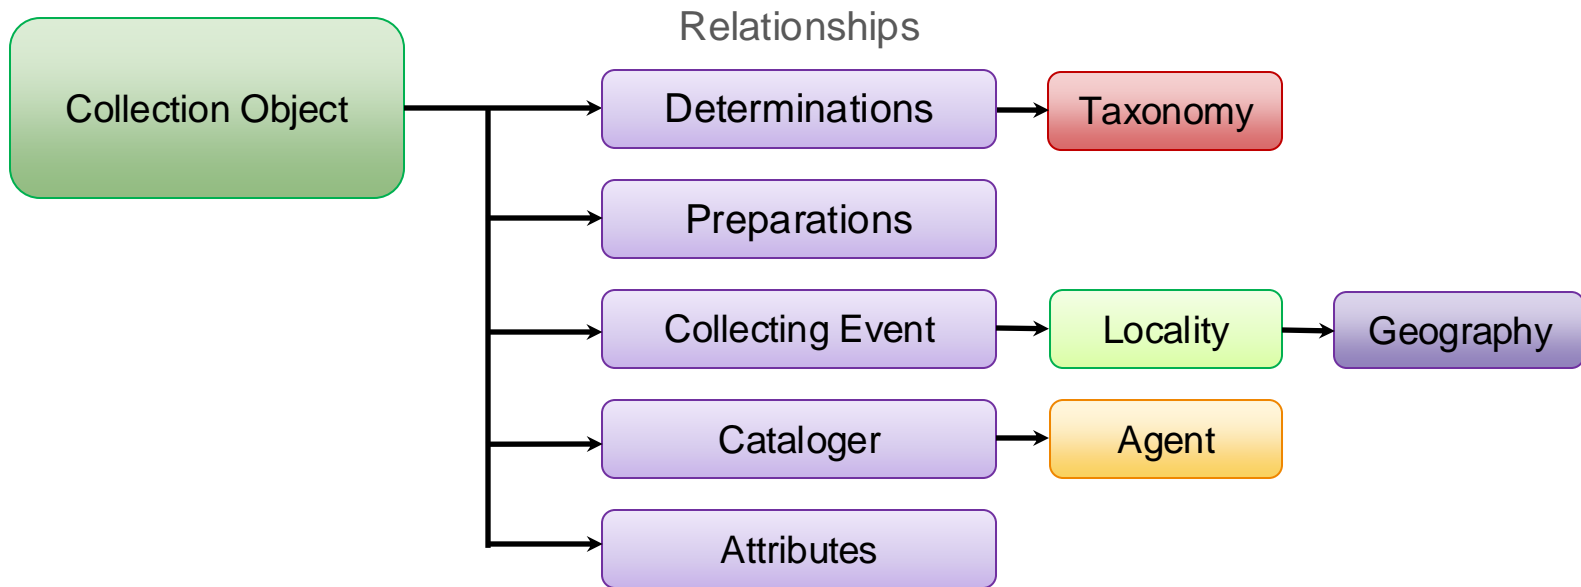 Relationships
Collection Object
Determinations
Taxonomy
Preparations
Collecting Event
Locality
Geography
Cataloger
Agent
Attributes